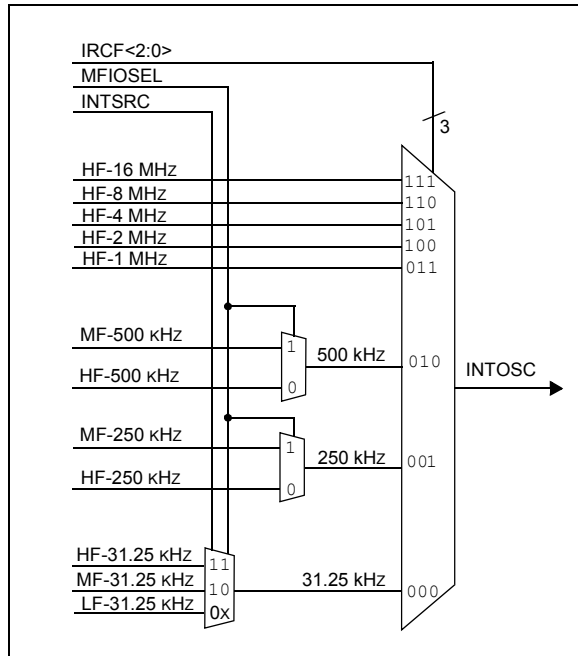 IRCF<2:0>
MFIOSEL
INTSRC
3
HF-16 MHZ
111
HF-8 MHZ
110
HF-4 MHZ
101
HF-2 MHZ
100
HF-1 MHZ
011
MF-500 KHZ
1
500 kHZ
010
HF-500 KHZ
0
INTOSC
MF-250 KHZ
1
250 kHZ
001
HF-250 KHZ
0
HF-31.25 KHZ
11
MF-31.25 KHZ
10
31.25 kHZ
000
LF-31.25 KHZ
0X